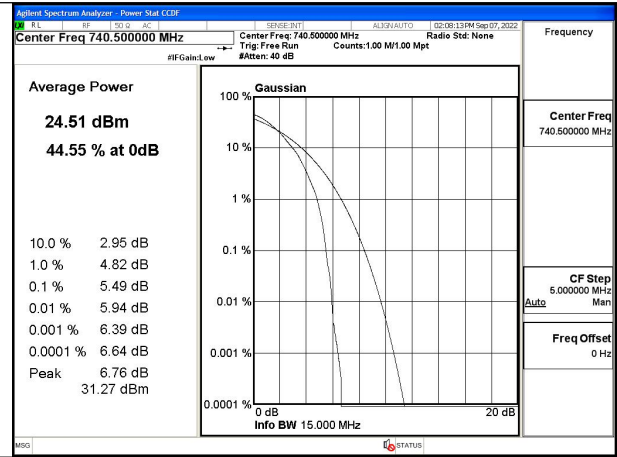 Agilent Spectrum Analyzer - Power Stat CCDF
RL RF 50 Ω AC SENSE:INT ALIGN AUTO 02:08:13PM Sep 07, 2022
Center Freq 740.500000 MHz
Center Freq: 740.500000 MHz Radio Std: None
Trig: Free Run Counts:1.00 M/1.00 Mpt
#IFGain:Low #Atten: 40 dB
Frequency
Average Power
24.51 dBm
44.55 % at 0dB
10.0 % 2.95 dB
1.0 % 4.82 dB
0.1 % 5.49 dB
0.01 % 5.94 dB
0.001 % 6.39 dB
0.0001 % 6.64 dB
Peak 6.76 dB
31.27 dBm
Gaussian
100 %
10 %
1 %
0.1 %
0.01 %
0.001 %
0.0001 %
0 dB 20 dB
Info BW 15.000 MHz
Center Freq
740.500000 MHz
CF Step
5.000000 MHz
Auto Man
Freq Offset
0 Hz
MSG STATUS